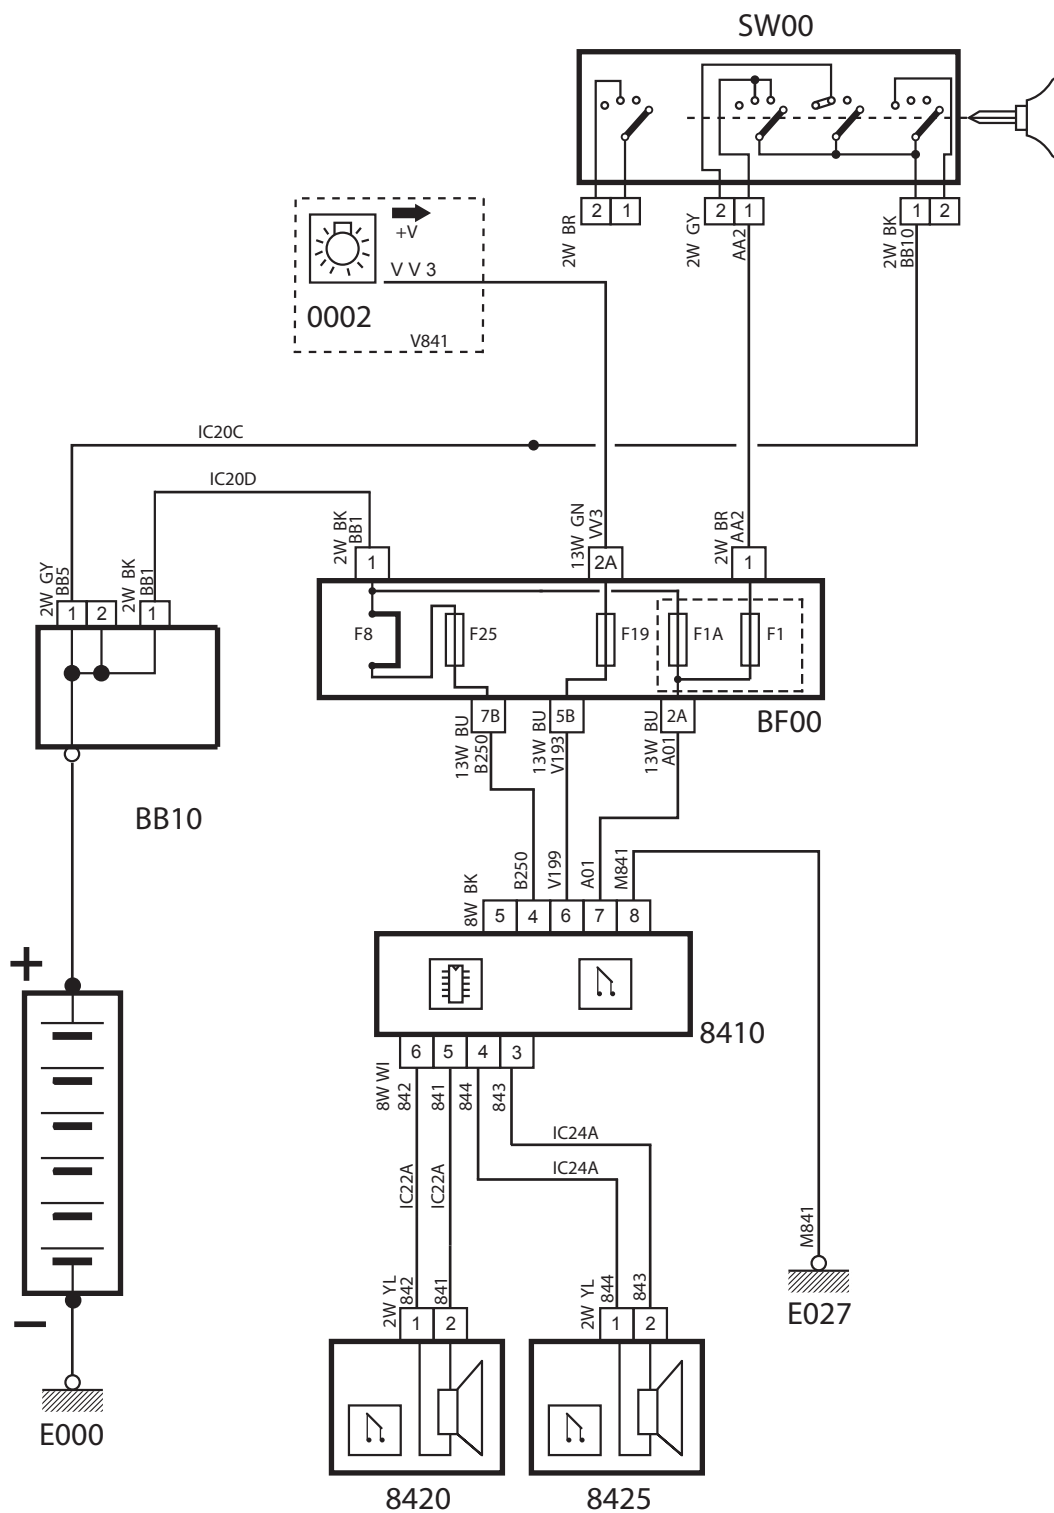 SW00
2 1
2 1
1 2
2W BR
2W GY
AA2
2W BK
BB10
+V
V V 3
0002
V841
IC20C
IC20D
2W BK
BB1
13W GN
VV3
2W BR
AA2
1
2A
1
2W GY
BB5
2W BK
BB1
1 2 1
F8
F25
F19
F1A
F1
7B
5B
2A
BF00
13W BU
B250
13W BU
V193
13W BU
A01
BB10
8W BK
B250
V199
A01
M841
5 4 6 7 8
+
8410
6 5 4 3
8W WI
842
841
844
843
IC24A
IC24A
IC22A
IC22A
M841
2W YL
842
841
2W YL
844
843
E027
1 2
1 2
−
E000
8420
8425